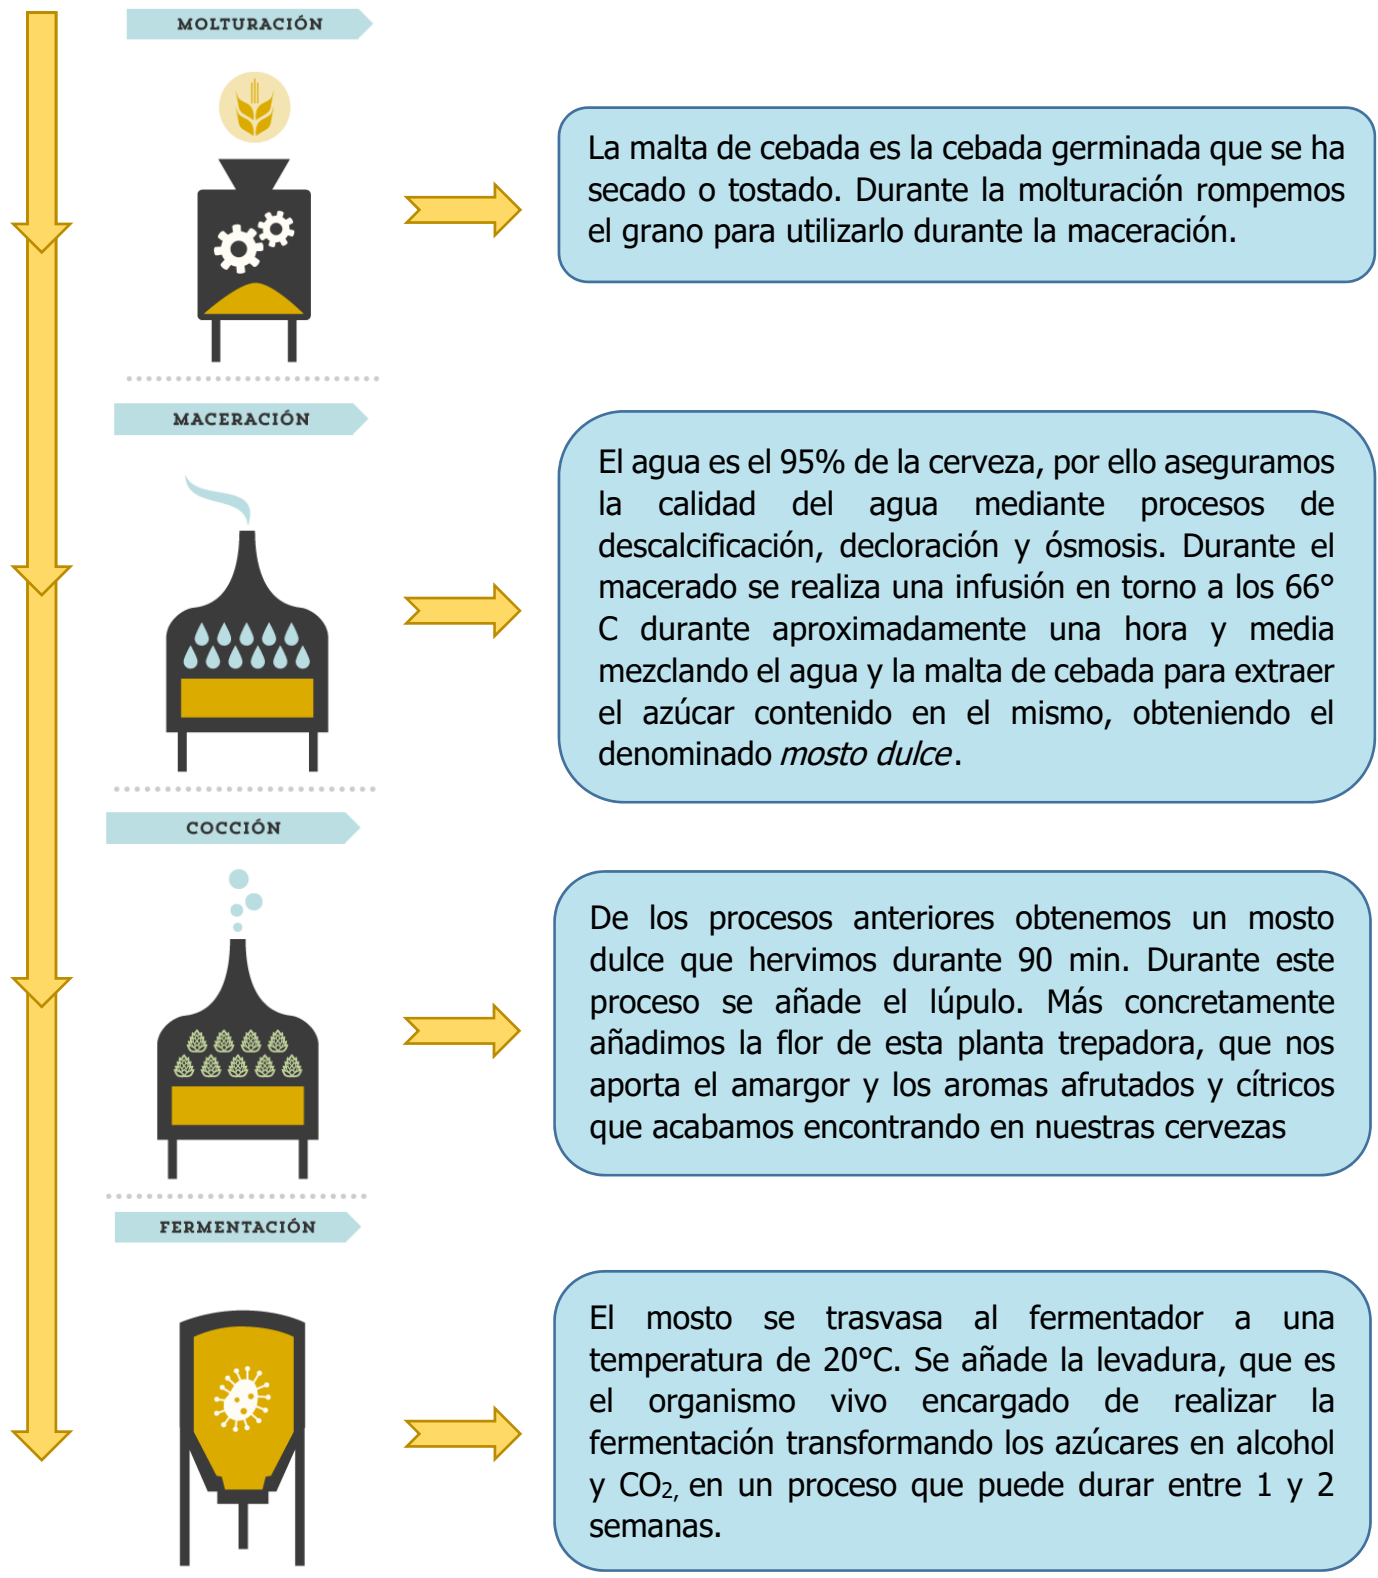 MOLTURACIÓN
La malta de cebada es la cebada germinada que se ha
secado o tostado. Durante la molturación rompemos
el grano para utilizarlo durante la maceración.
MACERACIÓN
El agua es el 95% de la cerveza, por ello aseguramos
la calidad del agua mediante procesos de
descalcificación, decloración y ósmosis. Durante el
macerado se realiza una infusión en torno a los 66°
C durante aproximadamente una hora y media
mezclando el agua y la malta de cebada para extraer
el azúcar contenido en el mismo, obteniendo el
denominado mosto dulce.
COCCIÓN
De los procesos anteriores obtenemos un mosto
dulce que hervimos durante 90 min. Durante este
proceso se añade el lúpulo. Más concretamente
añadimos la flor de esta planta trepadora, que nos
aporta el amargor y los aromas afrutados y cítricos
que acabamos encontrando en nuestras cervezas
FERMENTACIÓN
El mosto se trasvasa al fermentador a una
temperatura de 20°C. Se añade la levadura, que es
el organismo vivo encargado de realizar la
fermentación transformando los azúcares en alcohol
y CO₂, en un proceso que puede durar entre 1 y 2
semanas.